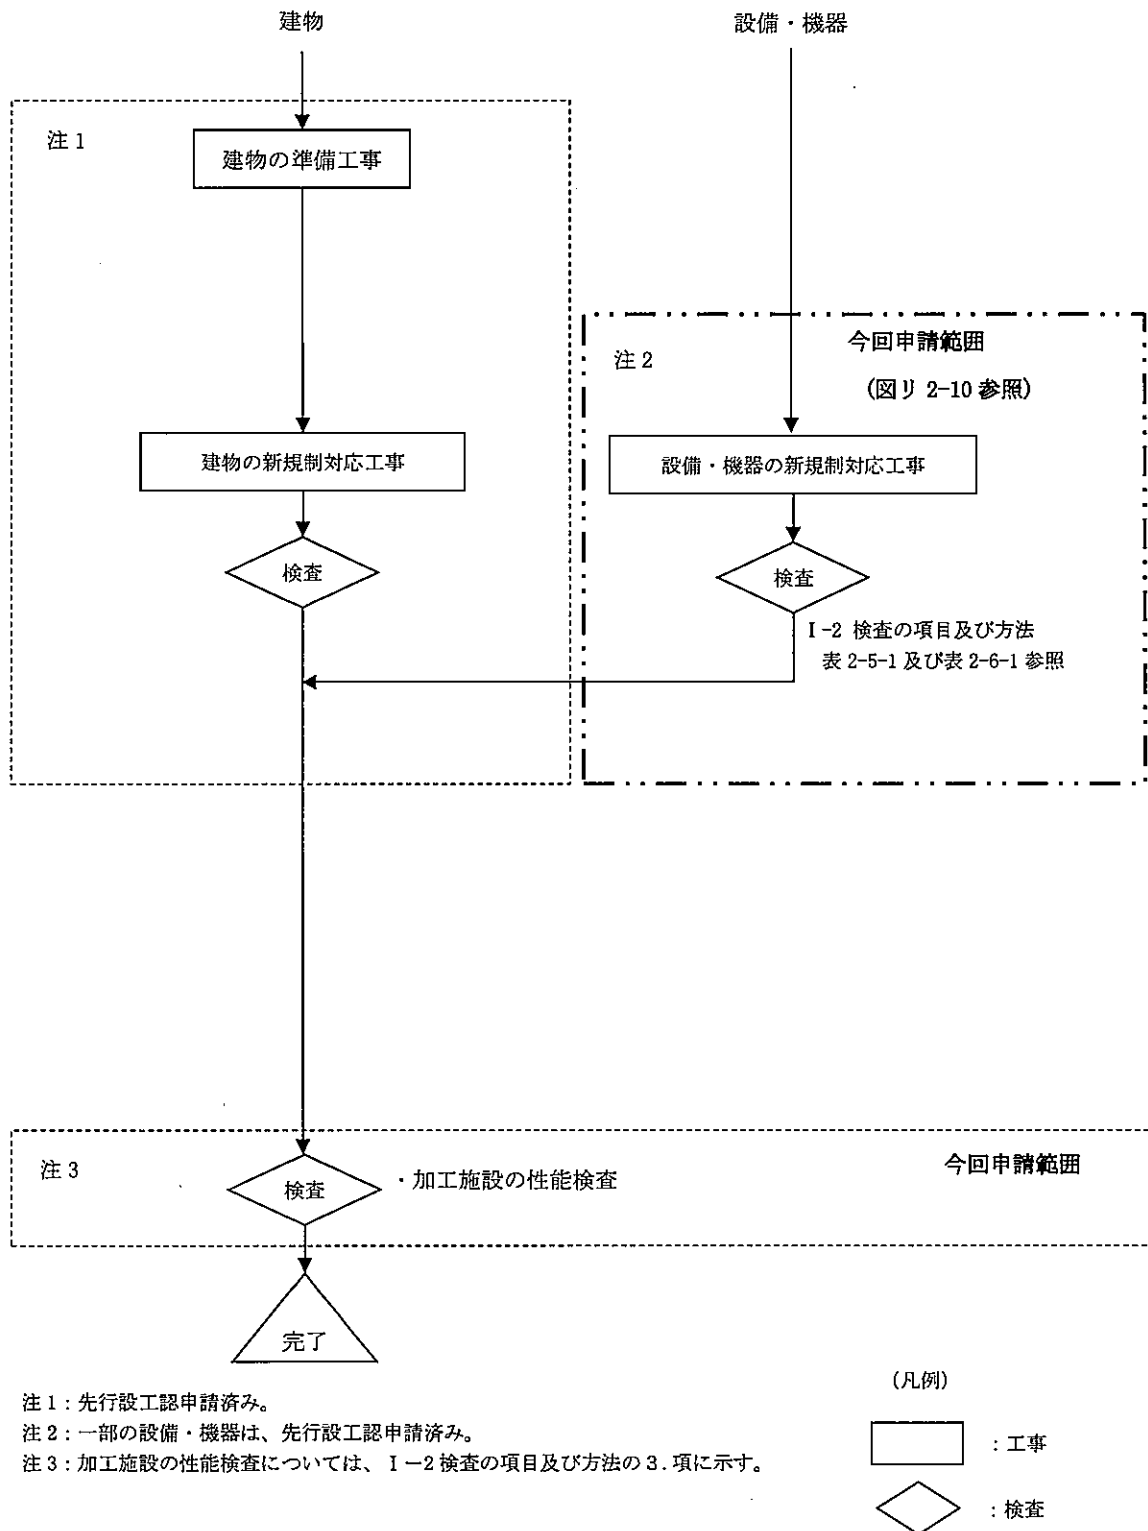 建物
設備・機器
注1
建物の準備工事
今回申請範囲
注2
(図リ 2-10 参照)
建物の新規制対応工事
設備・機器の新規制対応工事
検査
検査
Ⅰ-2 検査の項目及び方法
表 2-5-1 及び表 2-6-1 参照
注3
今回申請範囲
検査
・加工施設の性能検査
完了
注1：先行設工認申請済み。
注2：一部の設備・機器は、先行設工認申請済み。
注3：加工施設の性能検査については、Ⅰ－2 検査の項目及び方法の3．項に示す。
(凡例)
：工事
：検査